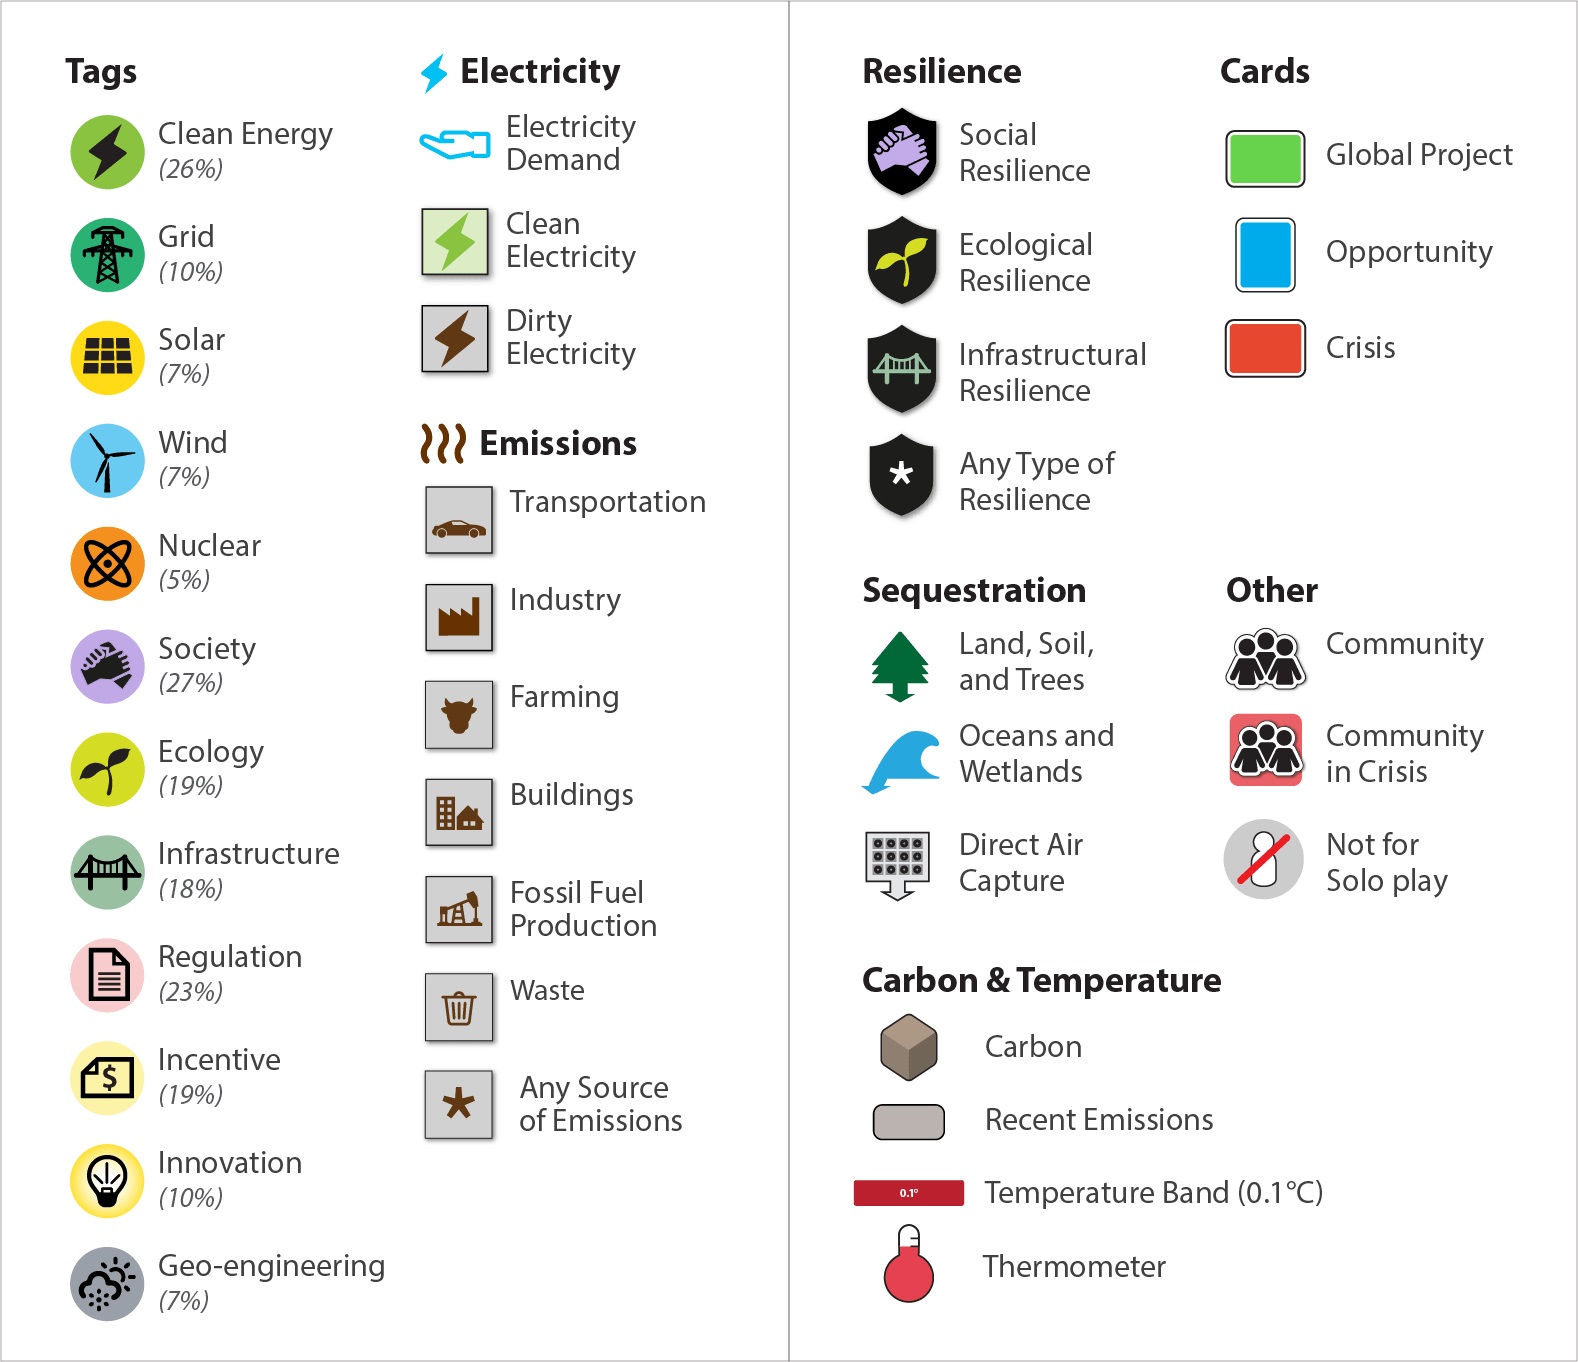 Tags
Clean Energy
(26%)
Grid
(10%)
Solar
(7%)
Wind
(7%)
Nuclear
(5%)
Society
(27%)
Ecology
(19%)
Infrastructure
(18%)
Regulation
(23%)
$
Incentive
(19%)
Innovation
(10%)
Geo-engineering
(7%)
Electricity
Electricity
Demand
Clean
Electricity
Dirty
Electricity
Emissions
Transportation
Industry
Farming
Buildings
Fossil Fuel
Production
Waste
*
Any Source
of Emissions
Resilience
Social
Resilience
Ecological
Resilience
Infrastructural
Resilience
*
Any Type of
Resilience
Cards
Global Project
Opportunity
Crisis
Sequestration
Land, Soil,
and Trees
Oceans and
Wetlands
Direct Air
Capture
Other
Community
Community
in Crisis
Not for
Solo play
Carbon & Temperature
Carbon
Recent Emissions
0.1°
Temperature Band (0.1°C)
Thermometer